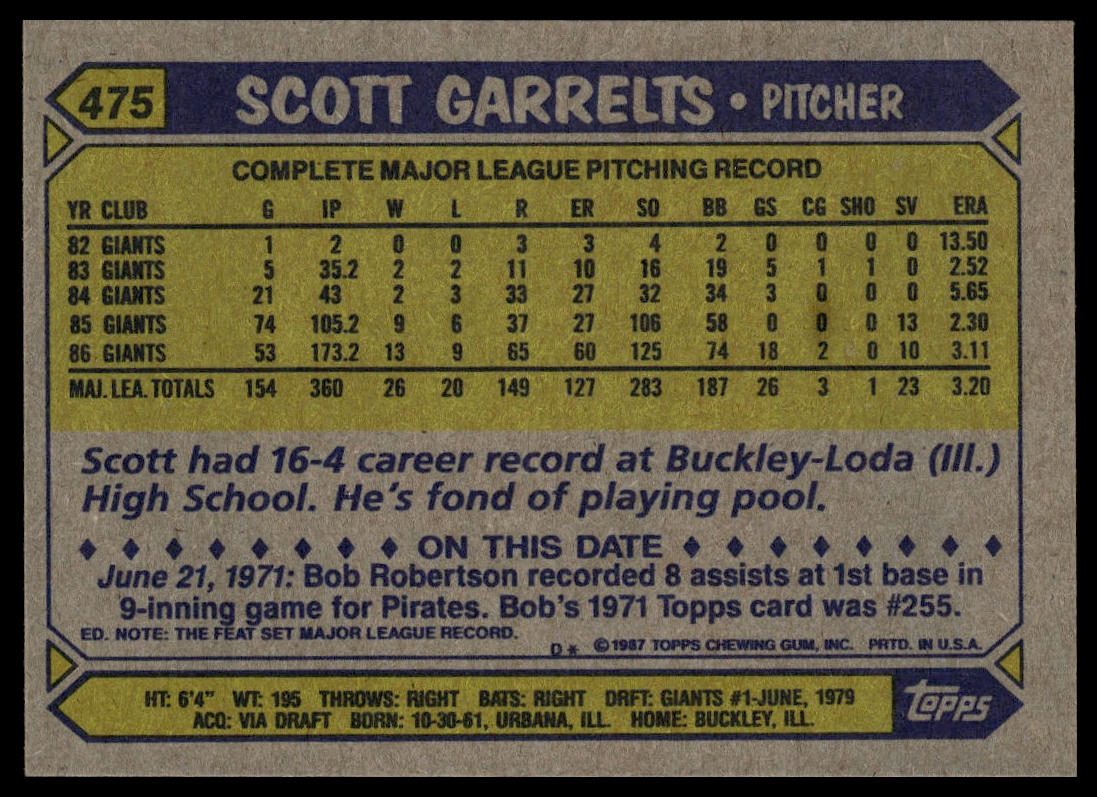 475 SCOTT GARRELTS • PITCHER
COMPLETE MAJOR LEAGUE PITCHING RECORD
YR CLUB G IP W L R ER SO BB GS CG SHO SV ERA
82 GIANTS 1 2 0 0 3 3 4 2 0 0 0 0 13.50
83 GIANTS 5 35.2 2 2 11 10 16 19 5 1 1 0 2.52
84 GIANTS 21 43 2 3 33 27 32 34 3 0 0 0 5.65
85 GIANTS 74 105.2 9 6 37 27 106 58 0 0 0 13 2.30
86 GIANTS 53 173.2 13 9 65 60 125 74 18 2 0 10 3.11
MAJ. LEA. TOTALS 154 360 26 20 149 127 283 187 26 3 1 23 3.20
Scott had 16-4 career record at Buckley-Loda (Ill.)
High School. He's fond of playing pool.
ON THIS DATE
June 21, 1971: Bob Robertson recorded 8 assists at 1st base in
9-inning game for Pirates. Bob's 1971 Topps card was #255.
ED. NOTE: THE FEAT SET MAJOR LEAGUE RECORD.
D* ©1987 TOPPS CHEWING GUM, INC. PRTD. IN U.S.A.
HT: 6'4" WT: 195 THROWS: RIGHT BATS: RIGHT DRFT: GIANTS #1-JUNE, 1979
ACQ: VIA DRAFT BORN: 10-30-61, URBANA, ILL. HOME: BUCKLEY, ILL.
Topps